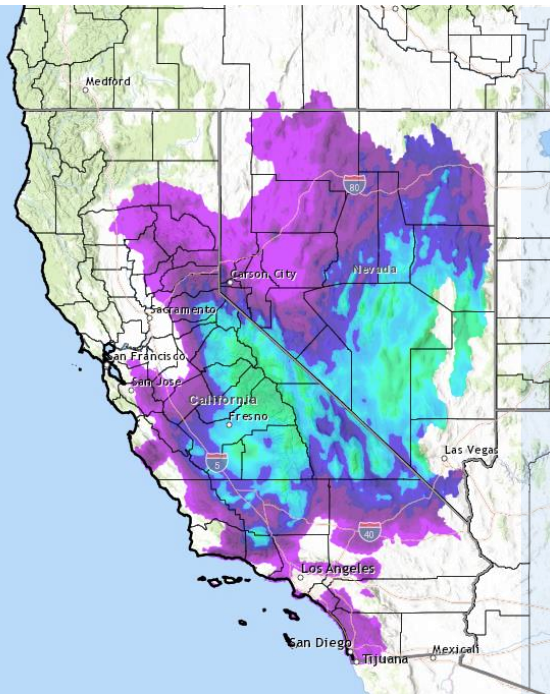 Medford
80
Carson City
Nevada
Sacramento
San Francisco
San Jose
California
Fresno
Las Vegas
5
40
Los Angeles
San Diego
Mexicali
Tijuana